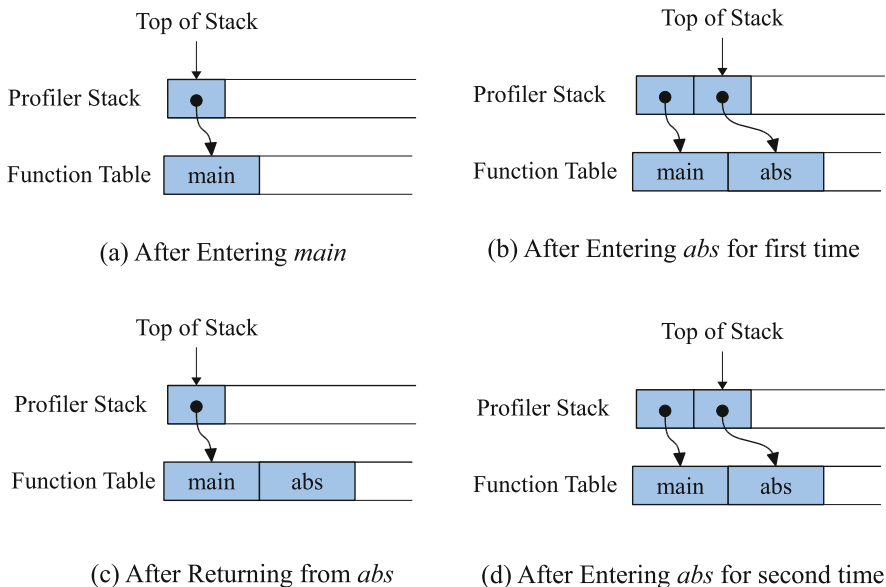 Top of Stack
Profiler Stack
Function Table
main
(a) After Entering main
Top of Stack
Profiler Stack
Function Table
main
abs
(b) After Entering abs for first time
Top of Stack
Profiler Stack
Function Table
main
abs
(c) After Returning from abs
Top of Stack
Profiler Stack
Function Table
main
abs
(d) After Entering abs for second time